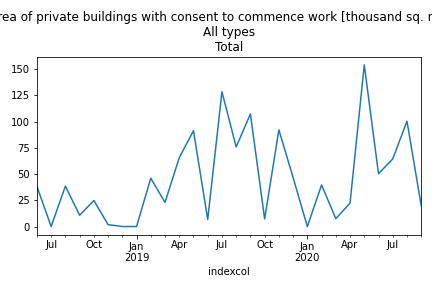 rea of private buildings with consent to commence work [thousand sq. m
All types
Total
150
125
100
75
50
25
0
Jul Oct Jan Apr Jul Oct Jan Apr Jul
2019 2020
indexcol